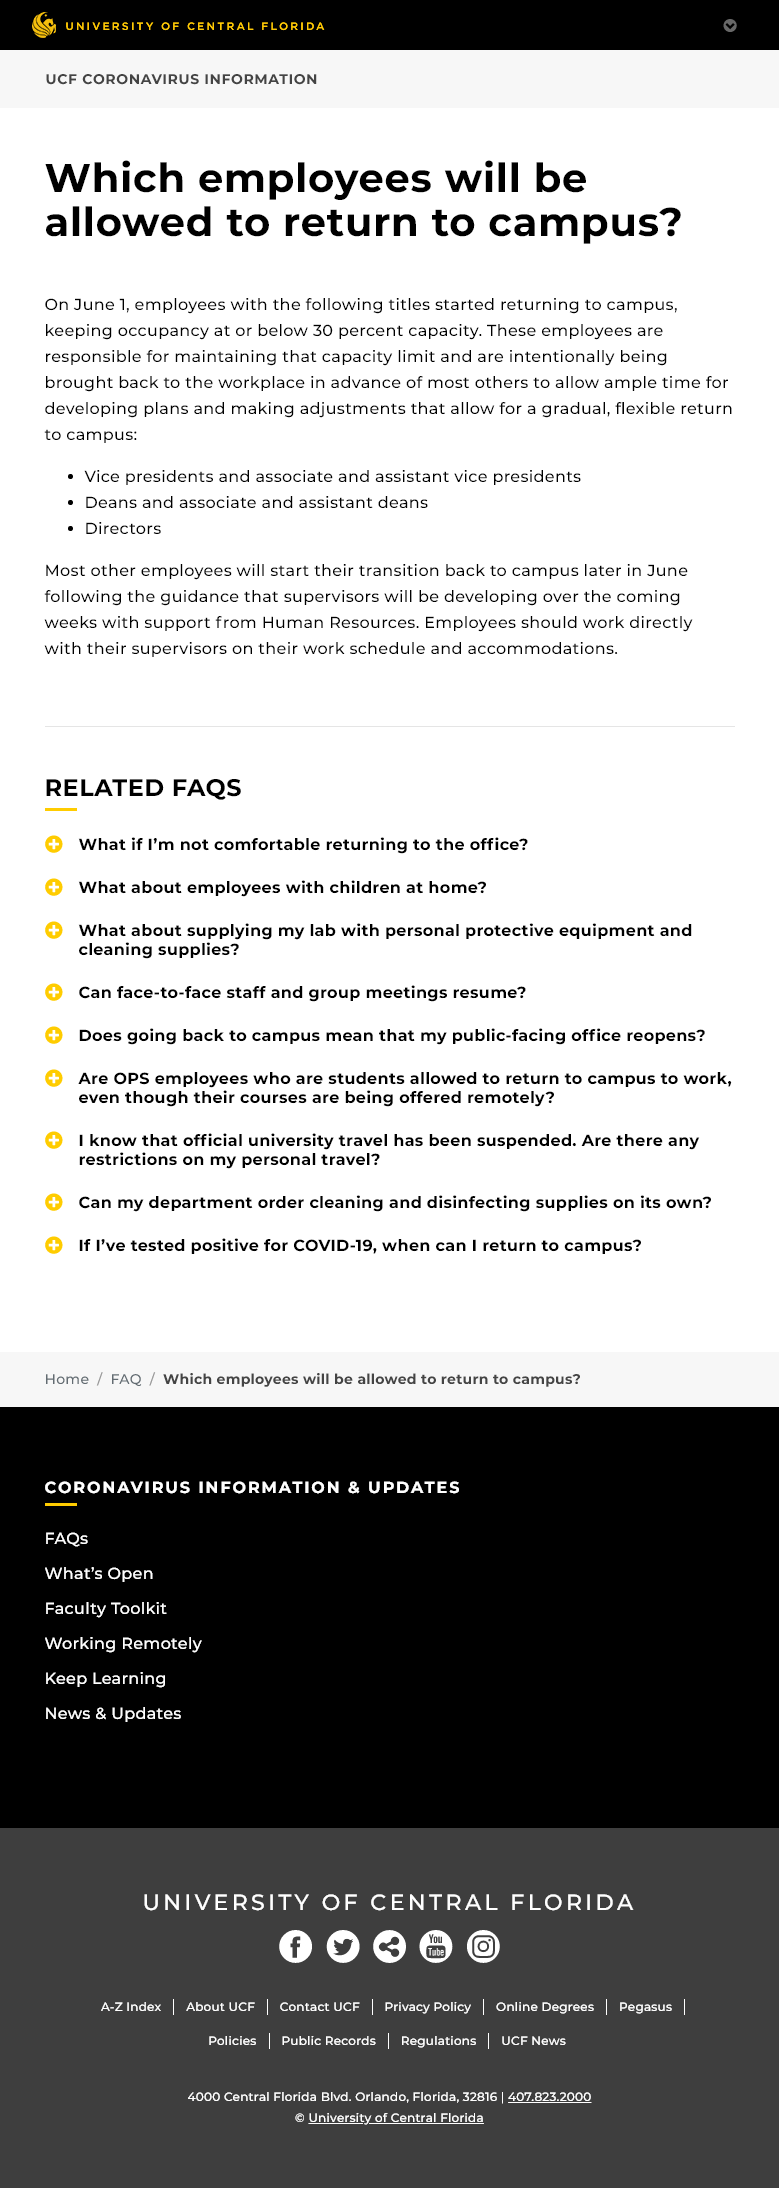 UNIVERSITY OF CENTRAL FLORIDA
UCF CORONAVIRUS INFORMATION
Which employees will be
allowed to return to campus?
On June 1, employees with the following titles started returning to campus,
keeping occupancy at or below 30 percent capacity. These employees are
responsible for maintaining that capacity limit and are intentionally being
brought back to the workplace in advance of most others to allow ample time for
developing plans and making adjustments that allow for a gradual, flexible return
to campus:
• Vice presidents and associate and assistant vice presidents
• Deans and associate and assistant deans
• Directors
Most other employees will start their transition back to campus later in June
following the guidance that supervisors will be developing over the coming
weeks with support from Human Resources. Employees should work directly
with their supervisors on their work schedule and accommodations.
RELATED FAQS
What if I’m not comfortable returning to the office?
What about employees with children at home?
What about supplying my lab with personal protective equipment and
cleaning supplies?
Can face-to-face staff and group meetings resume?
Does going back to campus mean that my public-facing office reopens?
Are OPS employees who are students allowed to return to campus to work,
even though their courses are being offered remotely?
I know that official university travel has been suspended. Are there any
restrictions on my personal travel?
Can my department order cleaning and disinfecting supplies on its own?
If I’ve tested positive for COVID-19, when can I return to campus?
Home / FAQ / Which employees will be allowed to return to campus?
CORONAVIRUS INFORMATION & UPDATES
FAQs
What’s Open
Faculty Toolkit
Working Remotely
Keep Learning
News & Updates
UNIVERSITY OF CENTRAL FLORIDA
You
Tube
A-Z Index | About UCF | Contact UCF | Privacy Policy | Online Degrees | Pegasus |
Policies | Public Records | Regulations | UCF News
4000 Central Florida Blvd. Orlando, Florida, 32816 | 407.823.2000
© University of Central Florida